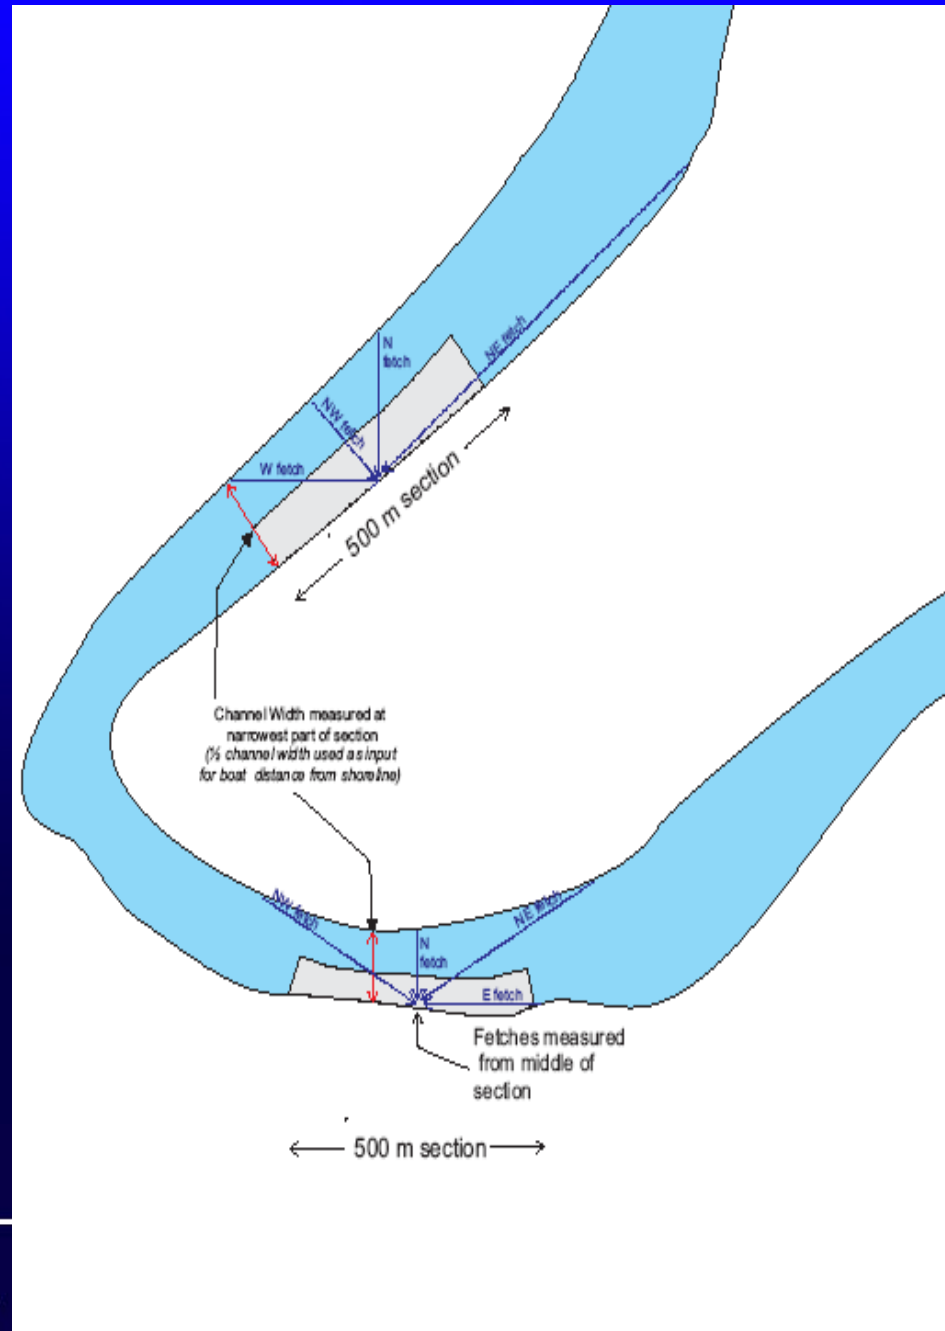 N
fetch
NE fetch
NW fetch
W fetch
500 m section
Channel Width measured at
narrowest part of section
(½ channel width used as input
for boat distance from shoreline)
NW fetch
NE fetch
N
fetch
E fetch
Fetches measured
from middle of
section
500 m section